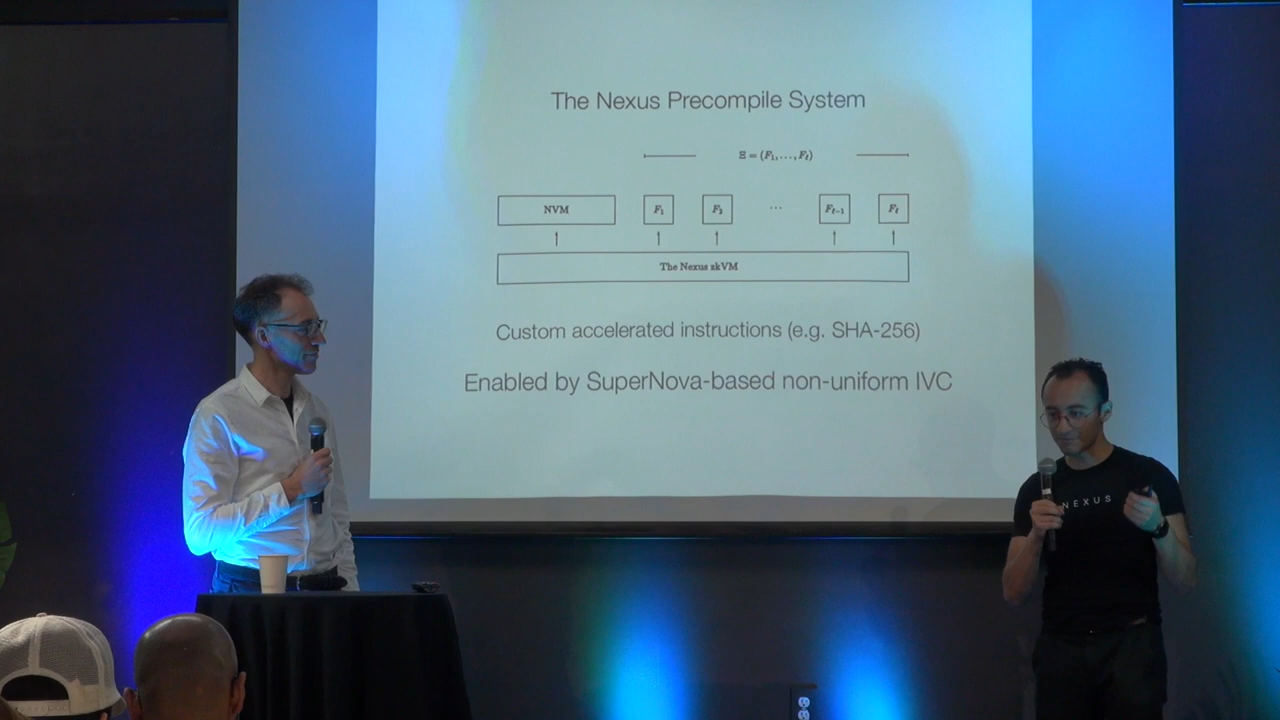 The Nexus Precompile System
Ξ = (F₁, . . . , Fℓ)
NVM F₁ F₂ · · · Fℓ₋₁ Fℓ
The Nexus zkVM
Custom accelerated instructions (e.g. SHA-256)
Enabled by SuperNova-based non-uniform IVC
NEXUS